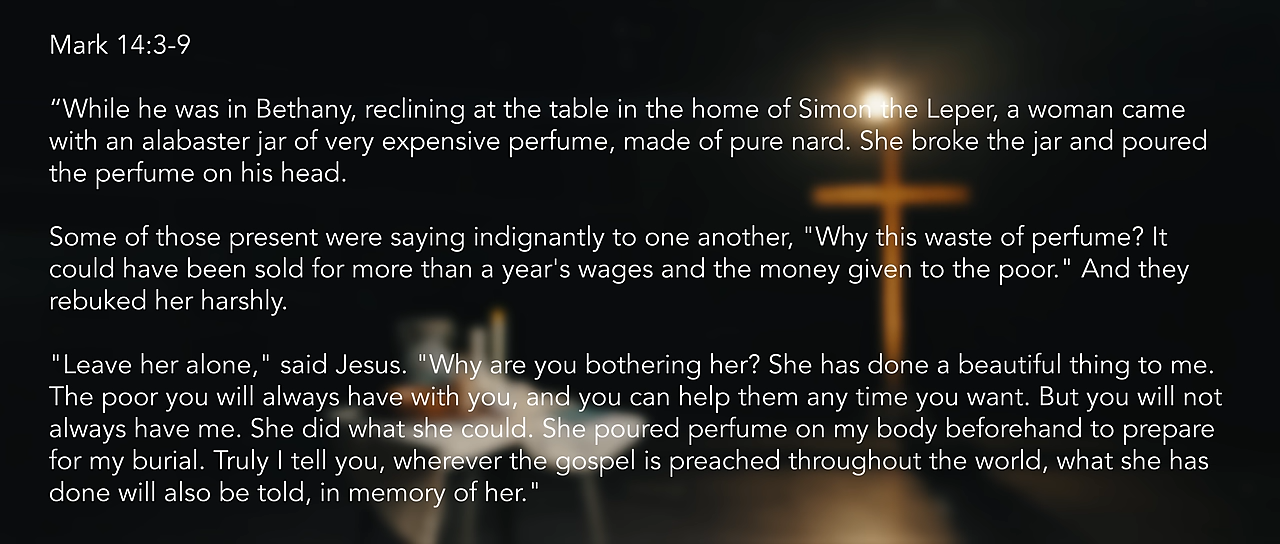 Mark 14:3-9
“While he was in Bethany, reclining at the table in the home of Simon the Leper, a woman came
with an alabaster jar of very expensive perfume, made of pure nard. She broke the jar and poured
the perfume on his head.
Some of those present were saying indignantly to one another, "Why this waste of perfume? It
could have been sold for more than a year's wages and the money given to the poor." And they
rebuked her harshly.
"Leave her alone," said Jesus. "Why are you bothering her? She has done a beautiful thing to me.
The poor you will always have with you, and you can help them any time you want. But you will not
always have me. She did what she could. She poured perfume on my body beforehand to prepare
for my burial. Truly I tell you, wherever the gospel is preached throughout the world, what she has
done will also be told, in memory of her."